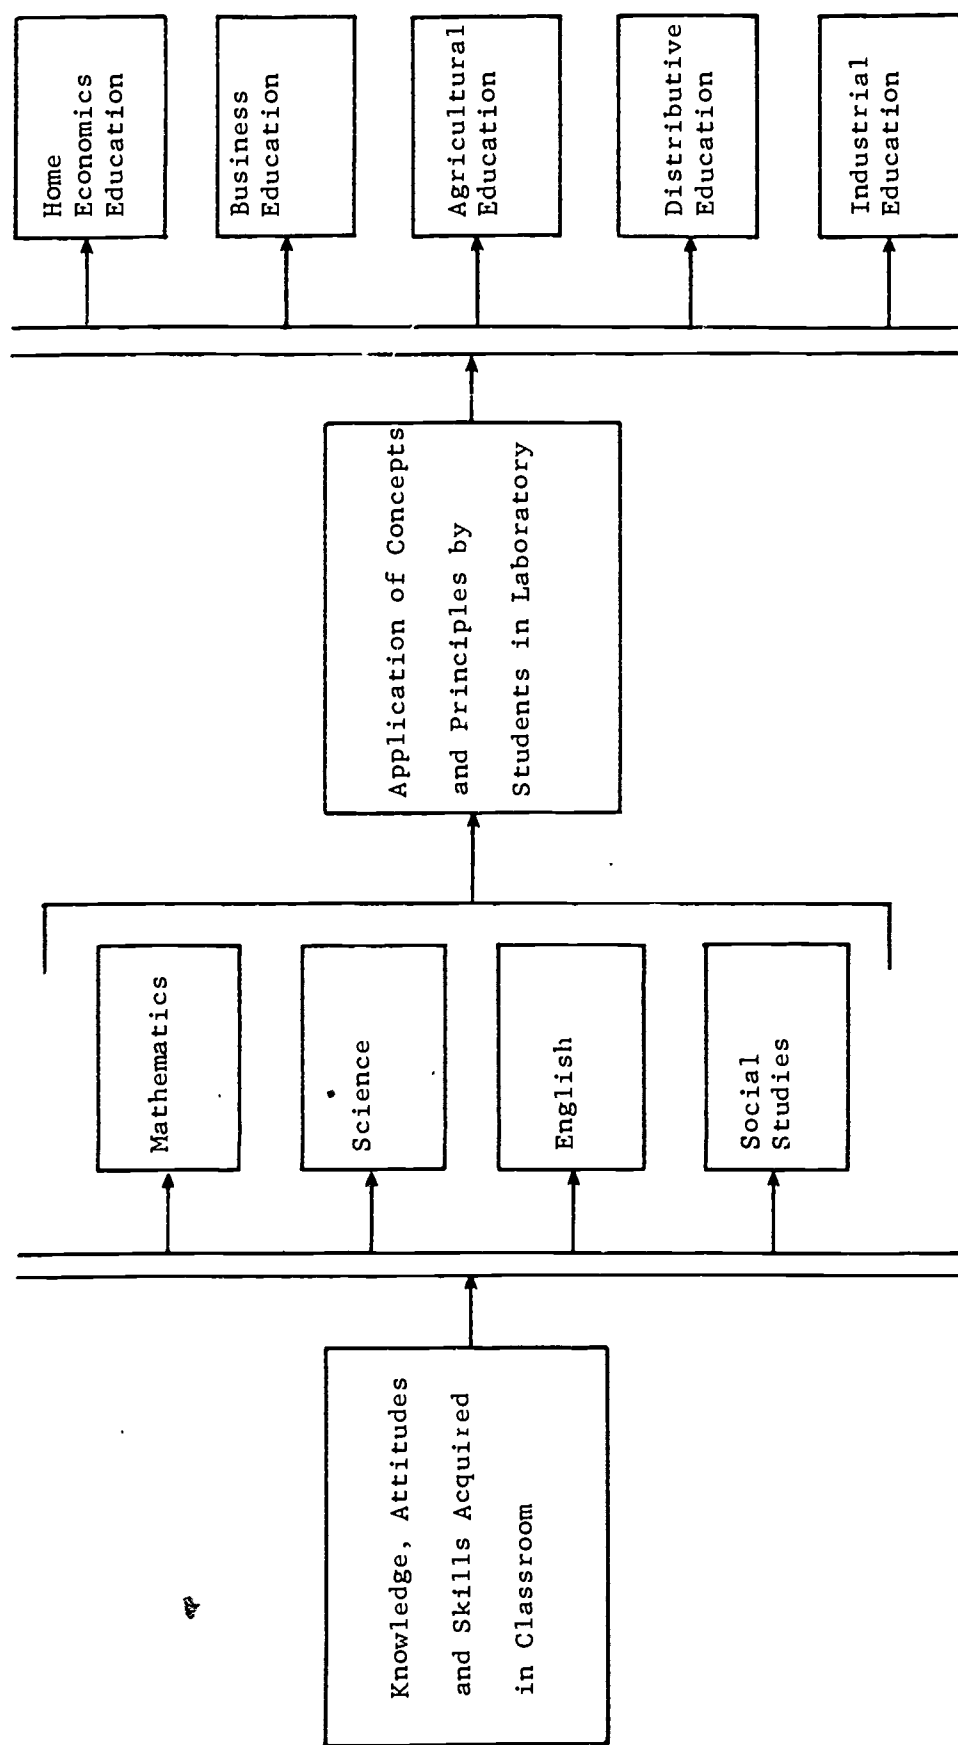 Knowledge, Attitudes
and Skills Acquired
in Classroom
Mathematics
Science
English
Social
Studies
Application of Concepts
and Principles by
Students in Laboratory
Home
Economics
Education
Business
Education
Agricultural
Education
Distributive
Education
Industrial
Education